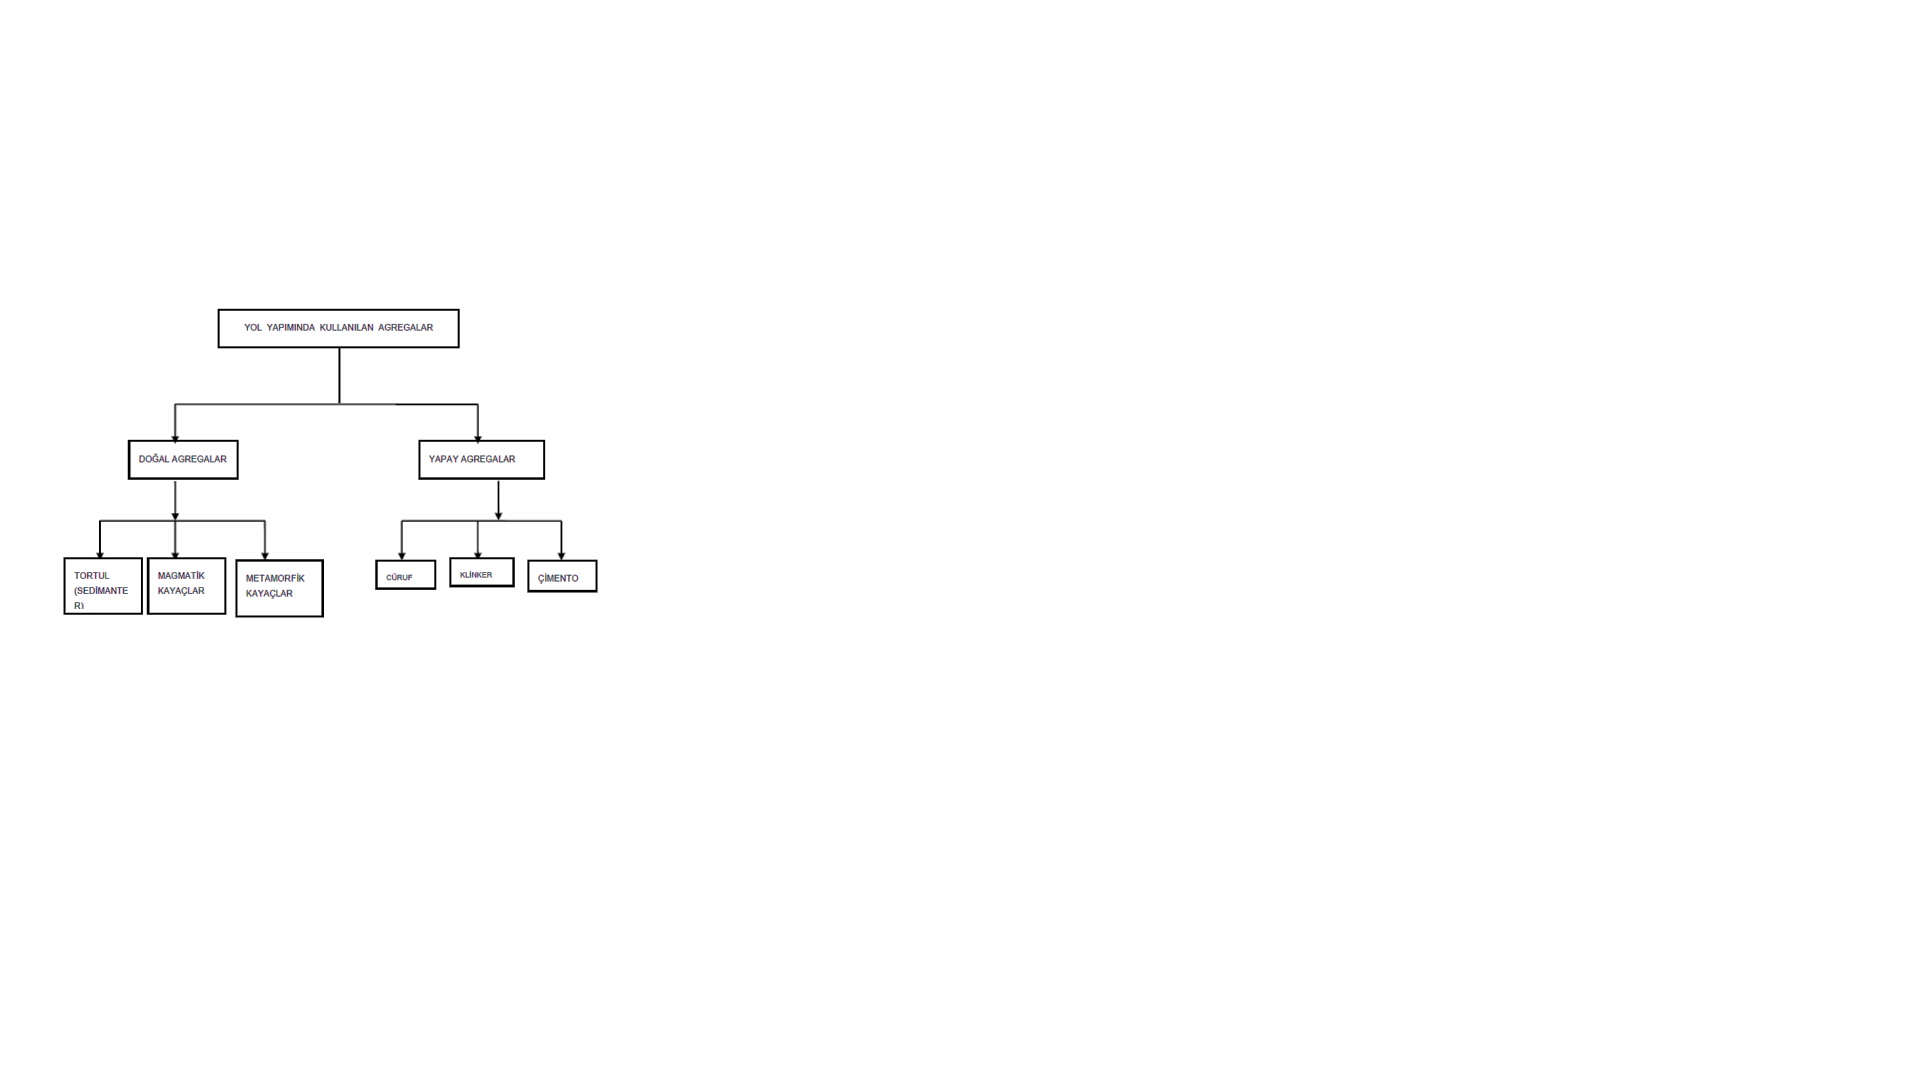 YOL YAPIMINDA KULLANILAN AGREGALAR
DOĞAL AGREGALAR
YAPAY AGREGALAR
TORTUL
(SEDİMANTE
R)
MAGMATİK
KAYAÇLAR
METAMORFİK
KAYAÇLAR
CÜRUF
KLİNKER
ÇİMENTO